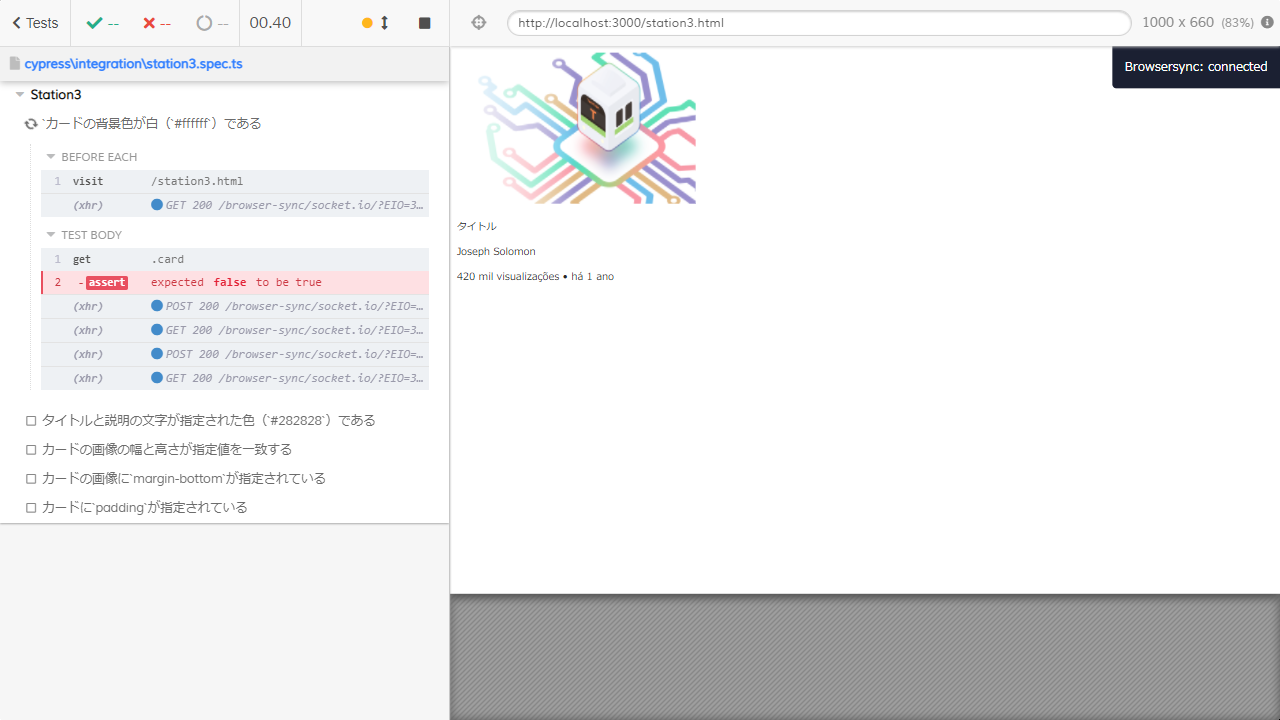 Tests
--
--
--
00.40
http://localhost:3000/station3.html
1000 x 660 (83%)
cypress\integration\station3.spec.ts
Browsersync: connected
Station3
`カードの背景色が白（`#ffffff`）である
BEFORE EACH
1 visit /station3.html
(xhr) GET 200 /browser-sync/socket.io/?EIO=3…
TEST BODY
1 get .card
2 -assert expected false to be true
(xhr) POST 200 /browser-sync/socket.io/?EIO=…
(xhr) GET 200 /browser-sync/socket.io/?EIO=3…
(xhr) POST 200 /browser-sync/socket.io/?EIO=…
(xhr) GET 200 /browser-sync/socket.io/?EIO=3…
タイトルと説明の文字が指定された色（`#282828`）である
カードの画像の幅と高さが指定値を一致する
カードの画像に`margin-bottom`が指定されている
カードに`padding`が指定されている
タイトル
Joseph Solomon
420 mil visualizações • há 1 ano